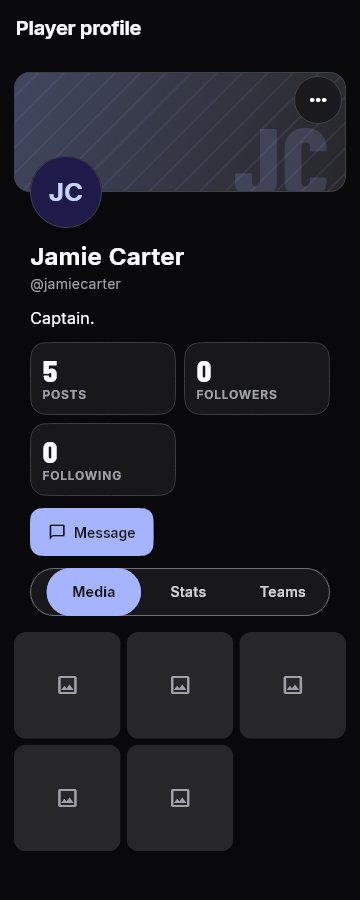 Player profile
JC
JC
Jamie Carter
@jamiecarter
Captain.
5
POSTS
0
FOLLOWERS
0
FOLLOWING
Message
Media Stats Teams